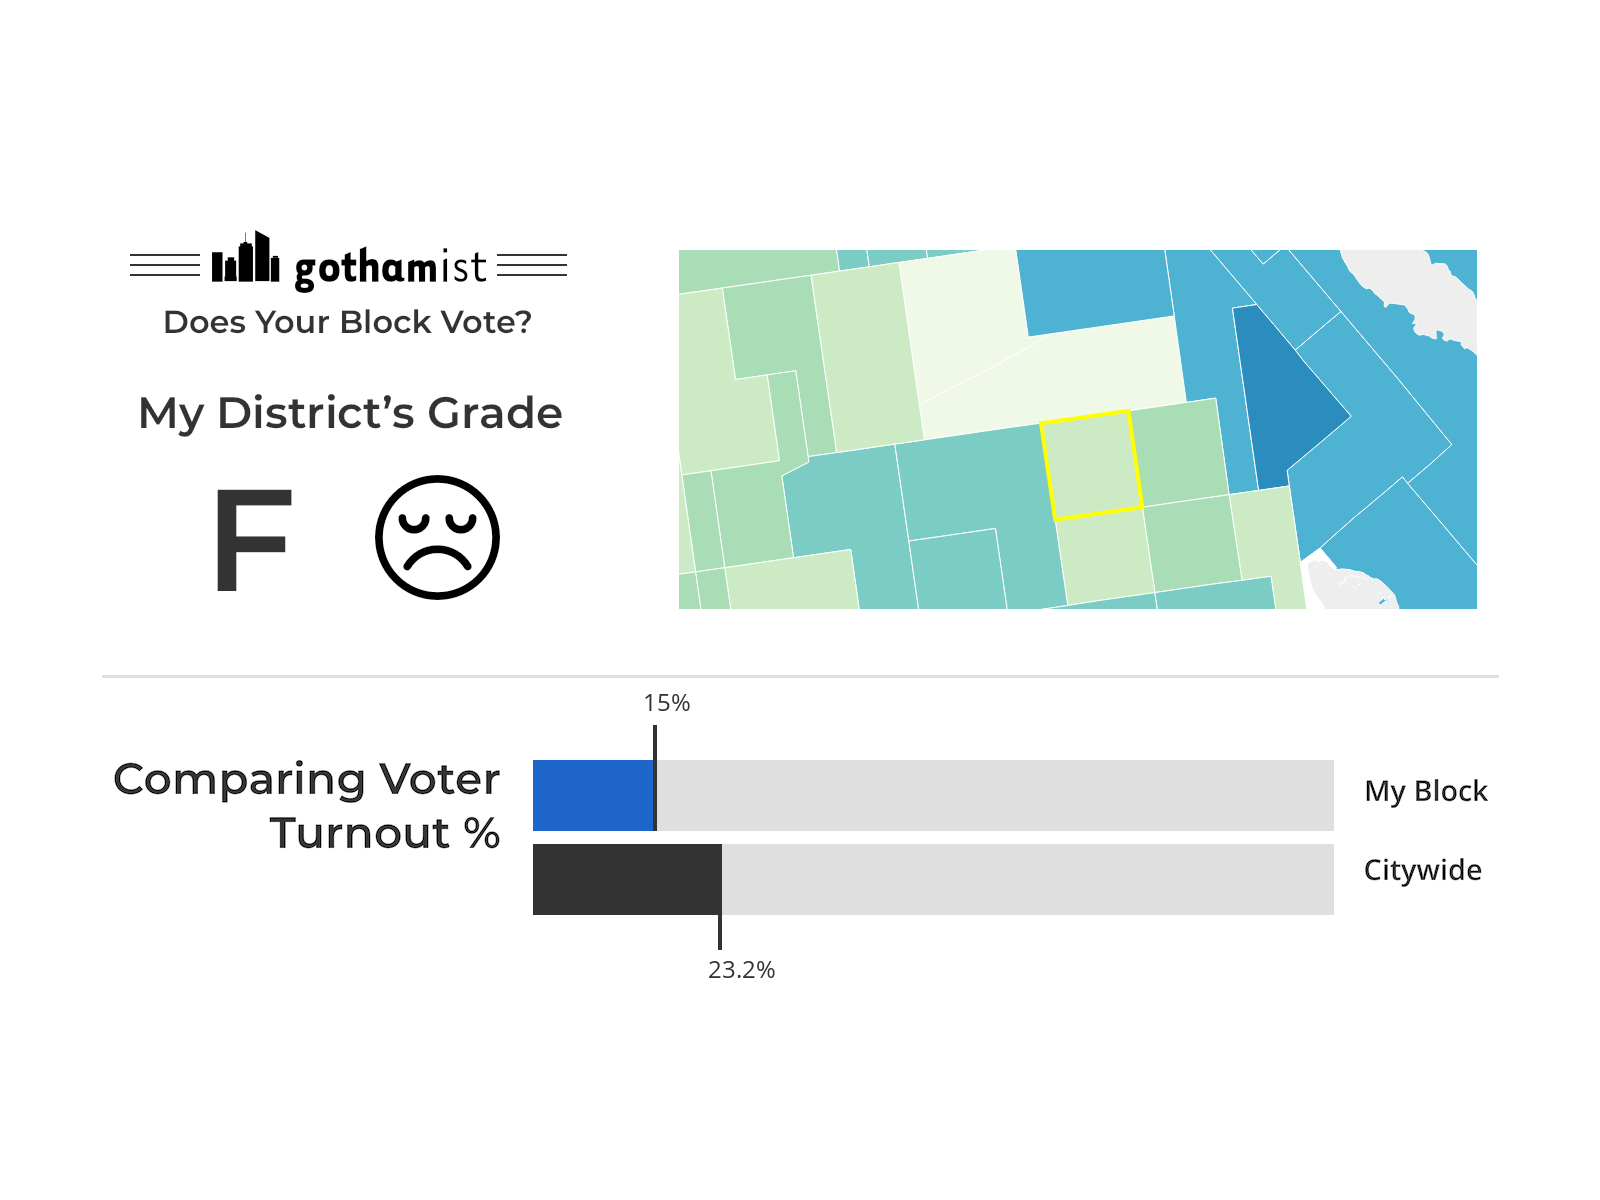 gothamist
Does Your Block Vote?
My District's Grade
F
15%
Comparing Voter
Turnout %
My Block
Citywide
23.2%